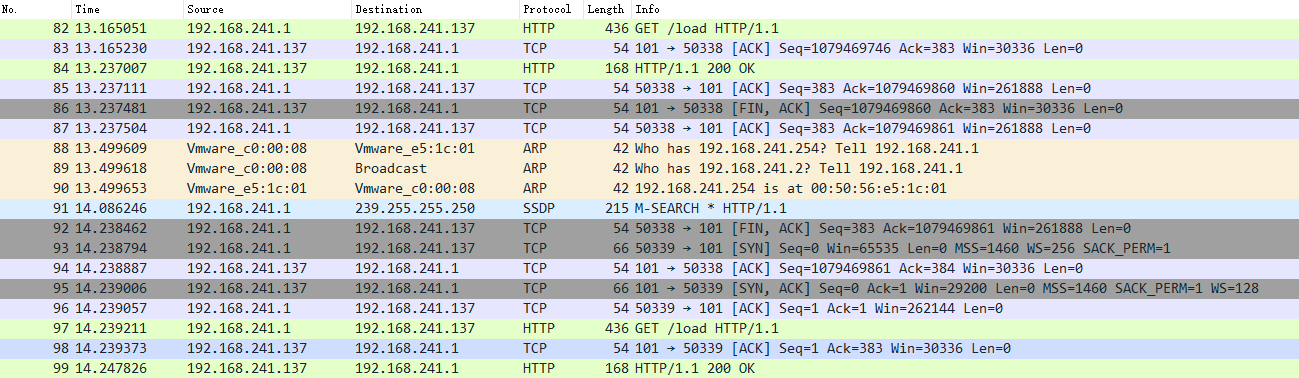 No. Time Source Destination Protocol Length Info
82 13.165051 192.168.241.1 192.168.241.137 HTTP 436 GET /load HTTP/1.1
83 13.165230 192.168.241.137 192.168.241.1 TCP 54 101 → 50338 [ACK] Seq=1079469746 Ack=383 Win=30336 Len=0
84 13.237007 192.168.241.137 192.168.241.1 HTTP 168 HTTP/1.1 200 OK
85 13.237111 192.168.241.1 192.168.241.137 TCP 54 50338 → 101 [ACK] Seq=383 Ack=1079469860 Win=261888 Len=0
86 13.237481 192.168.241.137 192.168.241.1 TCP 54 101 → 50338 [FIN, ACK] Seq=1079469860 Ack=383 Win=30336 Len=0
87 13.237504 192.168.241.1 192.168.241.137 TCP 54 50338 → 101 [ACK] Seq=383 Ack=1079469861 Win=261888 Len=0
88 13.499609 Vmware_c0:00:08 Vmware_e5:1c:01 ARP 42 Who has 192.168.241.254? Tell 192.168.241.1
89 13.499618 Vmware_c0:00:08 Broadcast ARP 42 Who has 192.168.241.2? Tell 192.168.241.1
90 13.499653 Vmware_e5:1c:01 Vmware_c0:00:08 ARP 42 192.168.241.254 is at 00:50:56:e5:1c:01
91 14.086246 192.168.241.1 239.255.255.250 SSDP 215 M-SEARCH * HTTP/1.1
92 14.238462 192.168.241.1 192.168.241.137 TCP 54 50338 → 101 [FIN, ACK] Seq=383 Ack=1079469861 Win=261888 Len=0
93 14.238794 192.168.241.1 192.168.241.137 TCP 66 50339 → 101 [SYN] Seq=0 Win=65535 Len=0 MSS=1460 WS=256 SACK_PERM=1
94 14.238887 192.168.241.137 192.168.241.1 TCP 54 101 → 50338 [ACK] Seq=1079469861 Ack=384 Win=30336 Len=0
95 14.239006 192.168.241.137 192.168.241.1 TCP 66 101 → 50339 [SYN, ACK] Seq=0 Ack=1 Win=29200 Len=0 MSS=1460 SACK_PERM=1 WS=128
96 14.239057 192.168.241.1 192.168.241.137 TCP 54 50339 → 101 [ACK] Seq=1 Ack=1 Win=262144 Len=0
97 14.239211 192.168.241.1 192.168.241.137 HTTP 436 GET /load HTTP/1.1
98 14.239373 192.168.241.137 192.168.241.1 TCP 54 101 → 50339 [ACK] Seq=1 Ack=383 Win=30336 Len=0
99 14.247826 192.168.241.137 192.168.241.1 HTTP 168 HTTP/1.1 200 OK